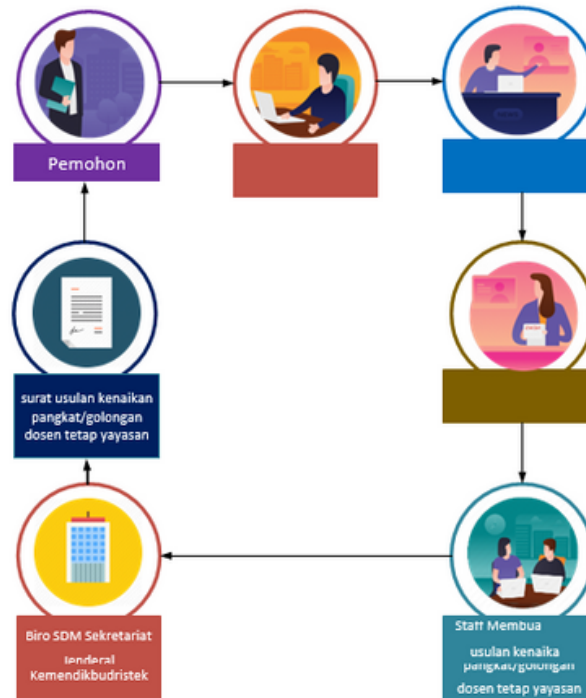 Pemohon
surat usulan kenaikan
pangkat/golongan
dosen tetap yayasan
Biro SDM Sekretariat
Jenderal
Kemendikbudristek
Staff Membua
usulan kenaika
pangkat/golongan
dosen tetap yayasan